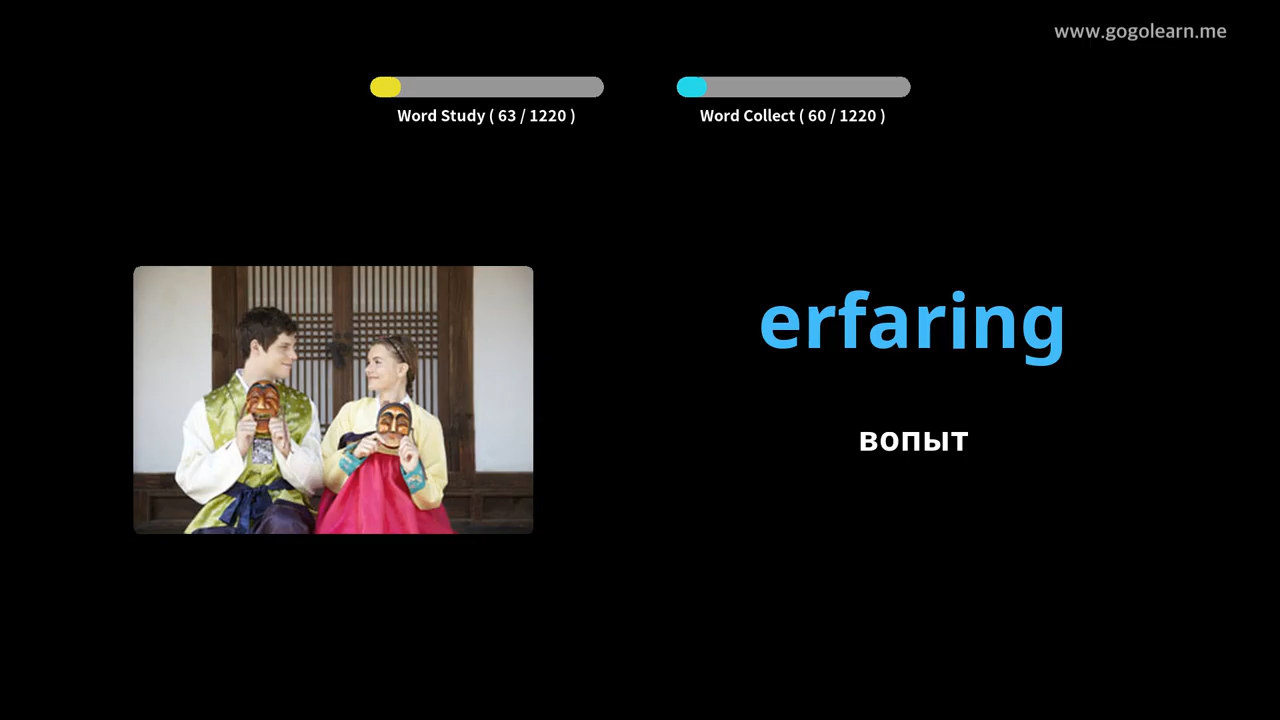 www.gogolearn.me
Word Study ( 63 / 1220 )
Word Collect ( 60 / 1220 )
erfaring
вопыт